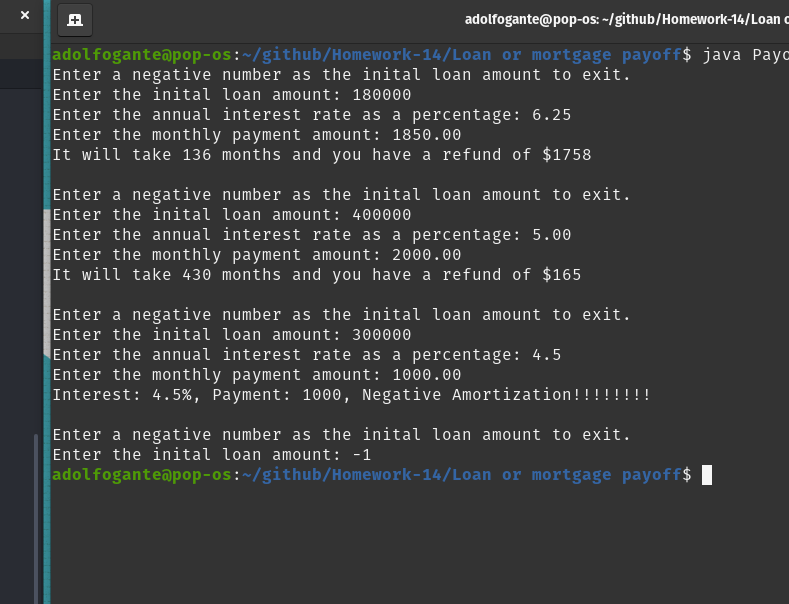 adolfogante@pop-os: ~/github/Homework-14/Loan
adolfogante@pop-os:~/github/Homework-14/Loan or mortgage payoff$ java Payo
Enter a negative number as the inital loan amount to exit.
Enter the inital loan amount: 180000
Enter the annual interest rate as a percentage: 6.25
Enter the monthly payment amount: 1850.00
It will take 136 months and you have a refund of $1758
Enter a negative number as the inital loan amount to exit.
Enter the inital loan amount: 400000
Enter the annual interest rate as a percentage: 5.00
Enter the monthly payment amount: 2000.00
It will take 430 months and you have a refund of $165
Enter a negative number as the inital loan amount to exit.
Enter the inital loan amount: 300000
Enter the annual interest rate as a percentage: 4.5
Enter the monthly payment amount: 1000.00
Interest: 4.5%, Payment: 1000, Negative Amortization!!!!!!!!
Enter a negative number as the inital loan amount to exit.
Enter the inital loan amount: -1
adolfogante@pop-os:~/github/Homework-14/Loan or mortgage payoff$